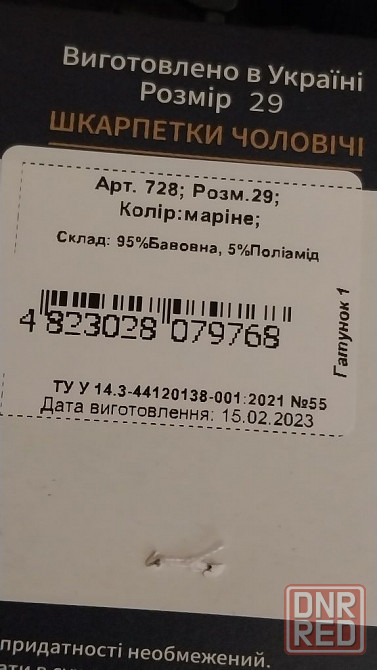 Виготовлено в Україні
Розмір 29
ШКАРПЕТКИ ЧОЛОВІЧІ
Арт. 728; Розм.29;
Колір:маріне;
Склад: 95%Бавовна, 5%Поліамід
4 823028 079768
Гатунок 1
ТУ У 14.3-44120138-001:2021 №55
Дата виготовлення: 15.02.2023
придатності необмежений.
DNR
RED